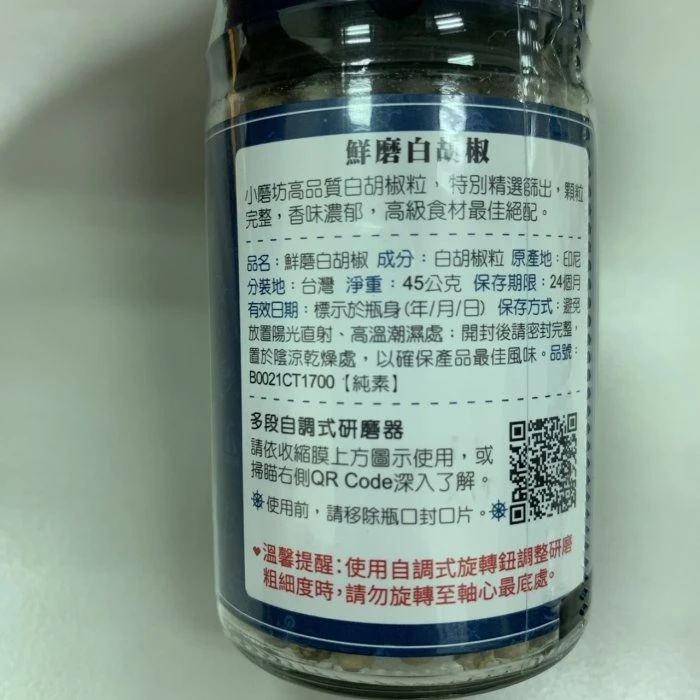 鮮磨白胡椒
小磨坊高品質白胡椒粒，特別精選篩出，顆粒
完整，香味濃郁，高級食材最佳絕配。
品名：鮮磨白胡椒 成分：白胡椒粒 原產地：印尼
分裝地：台灣 淨重：45公克 保存期限：24個月
有效日期：標示於瓶身(年/月/日) 保存方式：避免
放置陽光直射、高溫潮濕處；開封後請密封完整，
置於陰涼乾燥處，以確保產品最佳風味。品號：
B0021CT1700【純素】
多段自調式研磨器
請依收縮膜上方圖示使用，或
掃瞄右側QR Code深入了解。
使用前，請移除瓶口封口片。
♥溫馨提醒：使用自調式旋轉鈕調整研磨
粗細度時，請勿旋轉至軸心最底處。